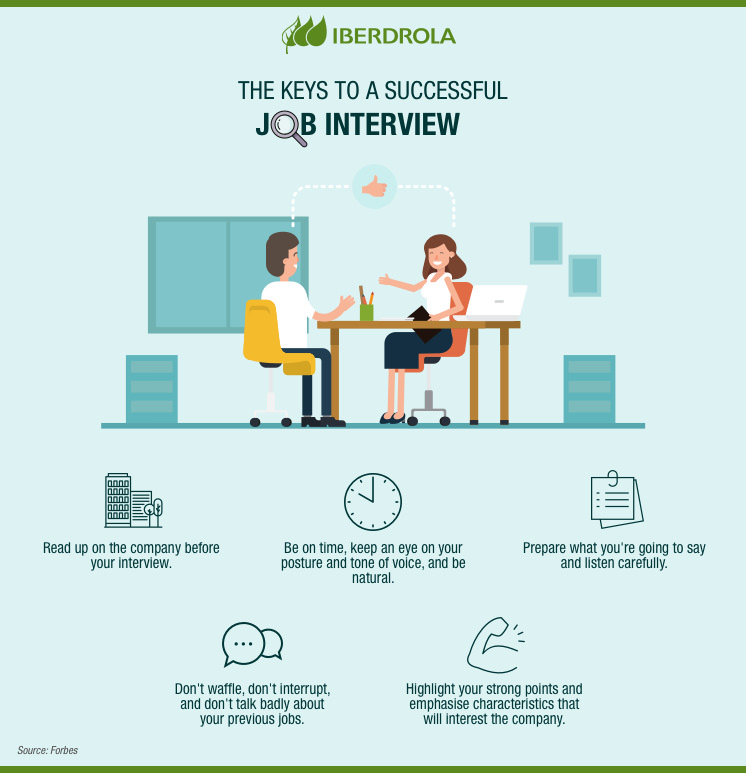 IBERDROLA
THE KEYS TO A SUCCESSFUL
JOB INTERVIEW
Read up on the company before
your interview.
Be on time, keep an eye on your
posture and tone of voice, and be
natural.
Prepare what you're going to say
and listen carefully.
Don't waffle, don't interrupt,
and don't talk badly about
your previous jobs.
Highlight your strong points and
emphasise characteristics that
will interest the company.
Source: Forbes